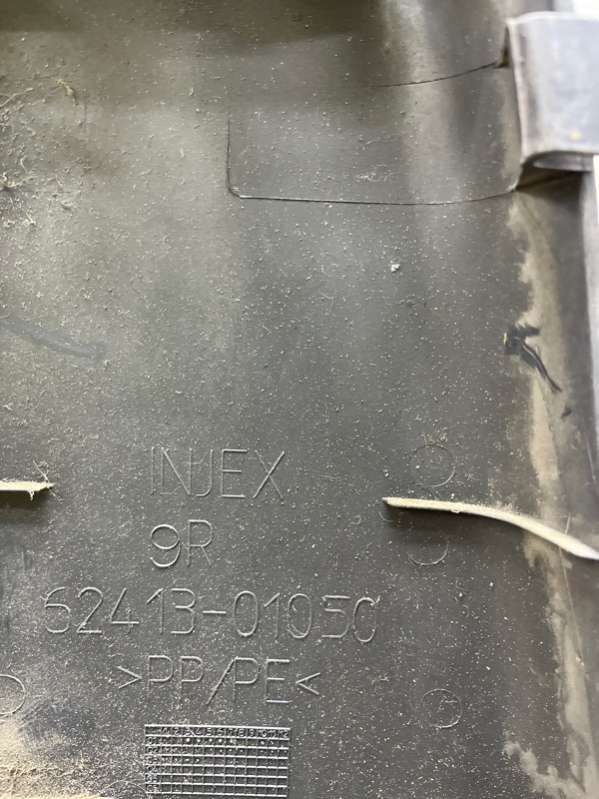 INJEX
9R
62413-01050
>PP/PE<